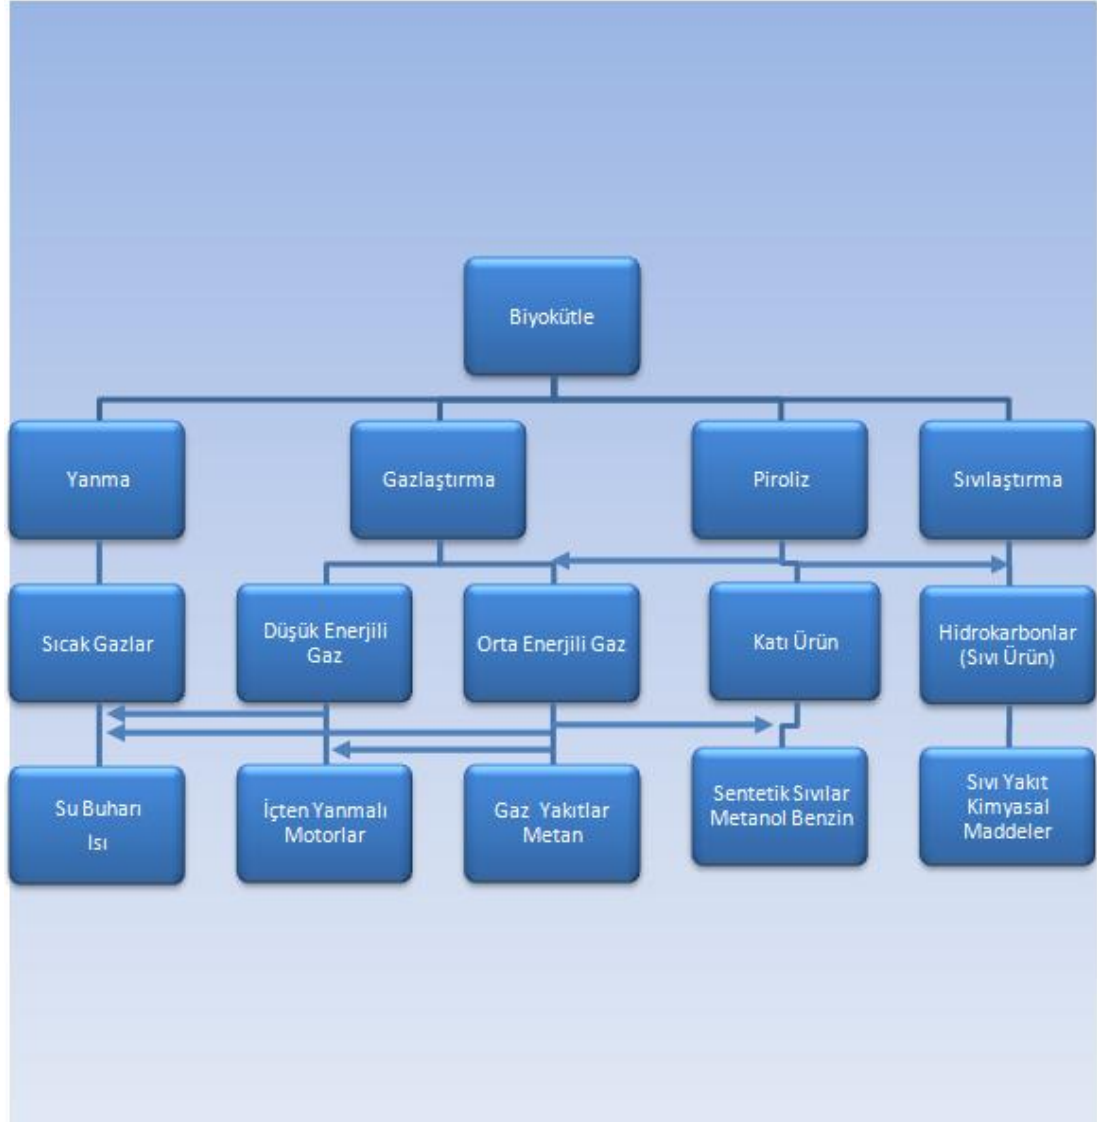 Biyokütle
Yanma
Gazlaştırma
Piroliz
Sıvılaştırma
Sıcak Gazlar
Düşük Enerjili
Gaz
Orta Enerjili Gaz
Katı Ürün
Hidrokarbonlar
(Sıvı Ürün)
Su Buharı
Isı
İçten Yanmalı
Motorlar
Gaz Yakıtlar
Metan
Sentetik Sıvılar
Metanol Benzin
Sıvı Yakıt
Kimyasal
Maddeler